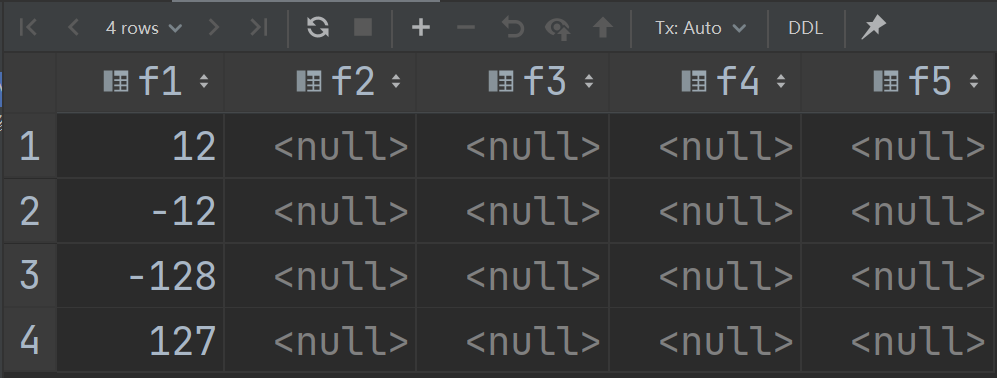 4 rows Tx: Auto DDL
f1 f2 f3 f4 f5
1 12 <null> <null> <null> <null>
2 -12 <null> <null> <null> <null>
3 -128 <null> <null> <null> <null>
4 127 <null> <null> <null> <null>